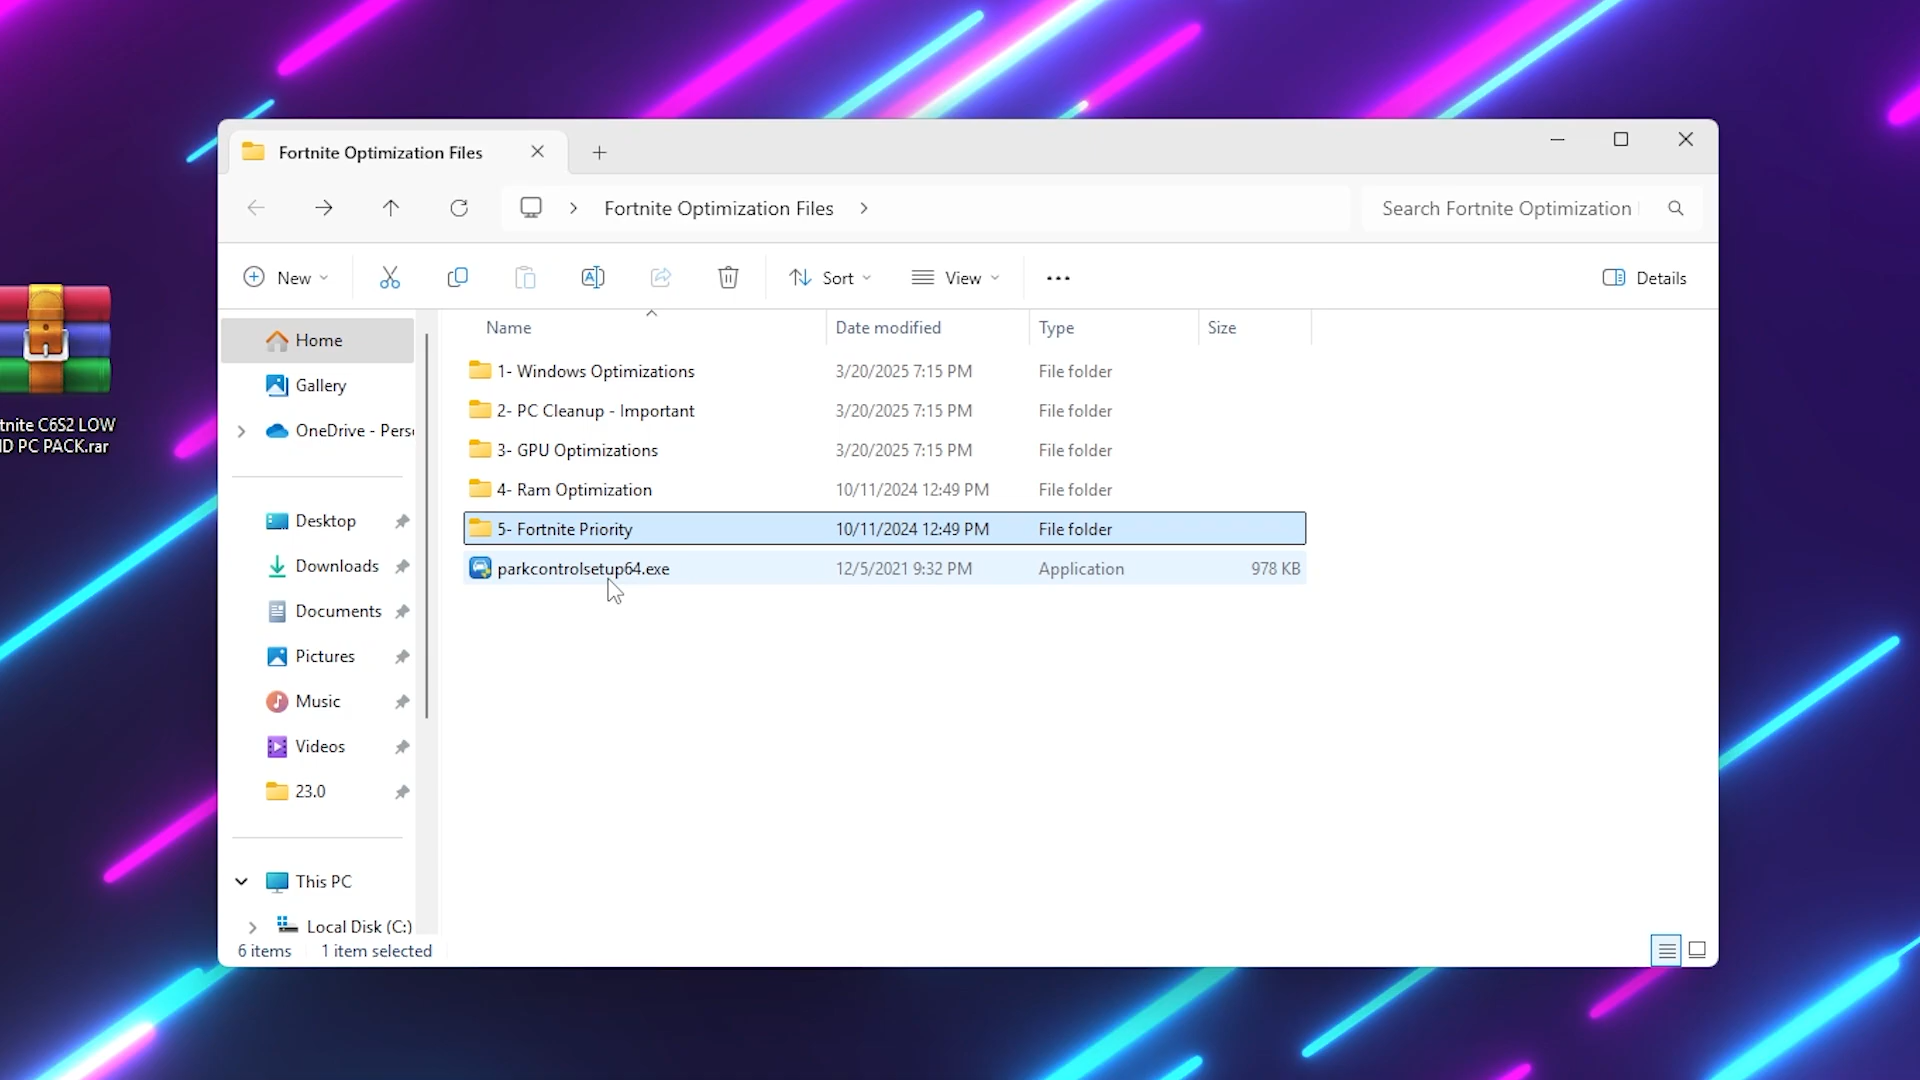 Fortnite Optimization Files
Fortnite Optimization Files
Search Fortnite Optimization
New
Sort
View
Details
tnite C6S2 LOW
ID PC PACK.rar
Home
Gallery
OneDrive - Pers
Desktop
Downloads
Documents
Pictures
Music
Videos
23.0
This PC
Local Disk (C:)
Name Date modified Type Size
1- Windows Optimizations 3/20/2025 7:15 PM File folder
2- PC Cleanup - Important 3/20/2025 7:15 PM File folder
3- GPU Optimizations 3/20/2025 7:15 PM File folder
4- Ram Optimization 10/11/2024 12:49 PM File folder
5- Fortnite Priority 10/11/2024 12:49 PM File folder
parkcontrolsetup64.exe 12/5/2021 9:32 PM Application 978 KB
6 items 1 item selected